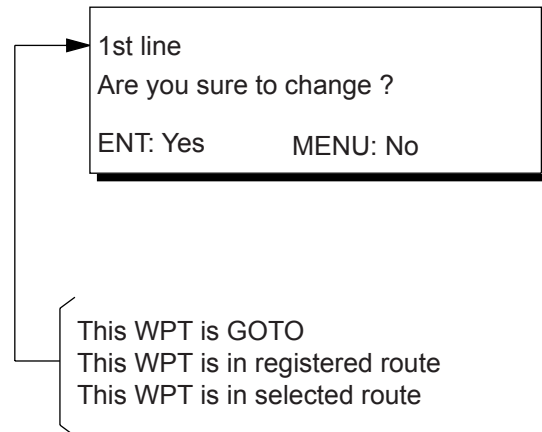 1st line
Are you sure to change ?
ENT: Yes MENU: No
This WPT is GOTO
This WPT is in registered route
This WPT is in selected route